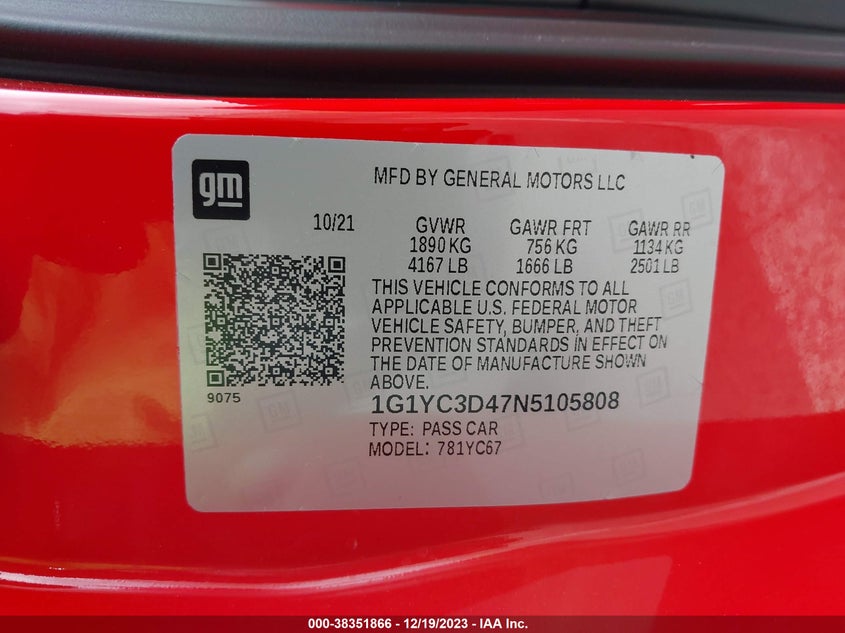 gm
MFD BY GENERAL MOTORS LLC
10/21 GVWR GAWR FRT GAWR RR
1890 KG 756 KG 1134 KG
4167 LB 1666 LB 2501 LB
THIS VEHICLE CONFORMS TO ALL
APPLICABLE U.S. FEDERAL MOTOR
VEHICLE SAFETY, BUMPER, AND THEFT
PREVENTION STANDARDS IN EFFECT ON
THE DATE OF MANUFACTURE SHOWN
ABOVE.
9075
1G1YC3D47N5105808
TYPE: PASS CAR
MODEL: 781YC67
000-38351866 - 12/19/2023 - IAA Inc.